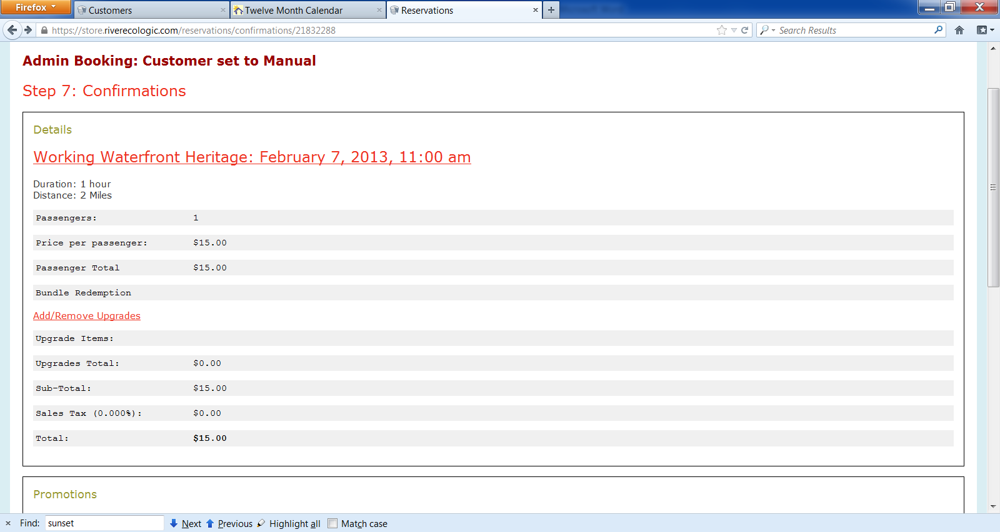 Firefox
Customers
Twelve Month Calendar
Reservations
https://store.riverecologic.com/reservations/confirmations/21832288
Search Results
Admin Booking: Customer set to Manual
Step 7: Confirmations
Details
Working Waterfront Heritage: February 7, 2013, 11:00 am
Duration: 1 hour
Distance: 2 Miles
Passengers: 1
Price per passenger: $15.00
Passenger Total $15.00
Bundle Redemption
Add/Remove Upgrades
Upgrade Items:
Upgrades Total: $0.00
Sub-Total: $15.00
Sales Tax (0.000%): $0.00
Total: $15.00
Promotions
Find: sunset Next Previous Highlight all Match case